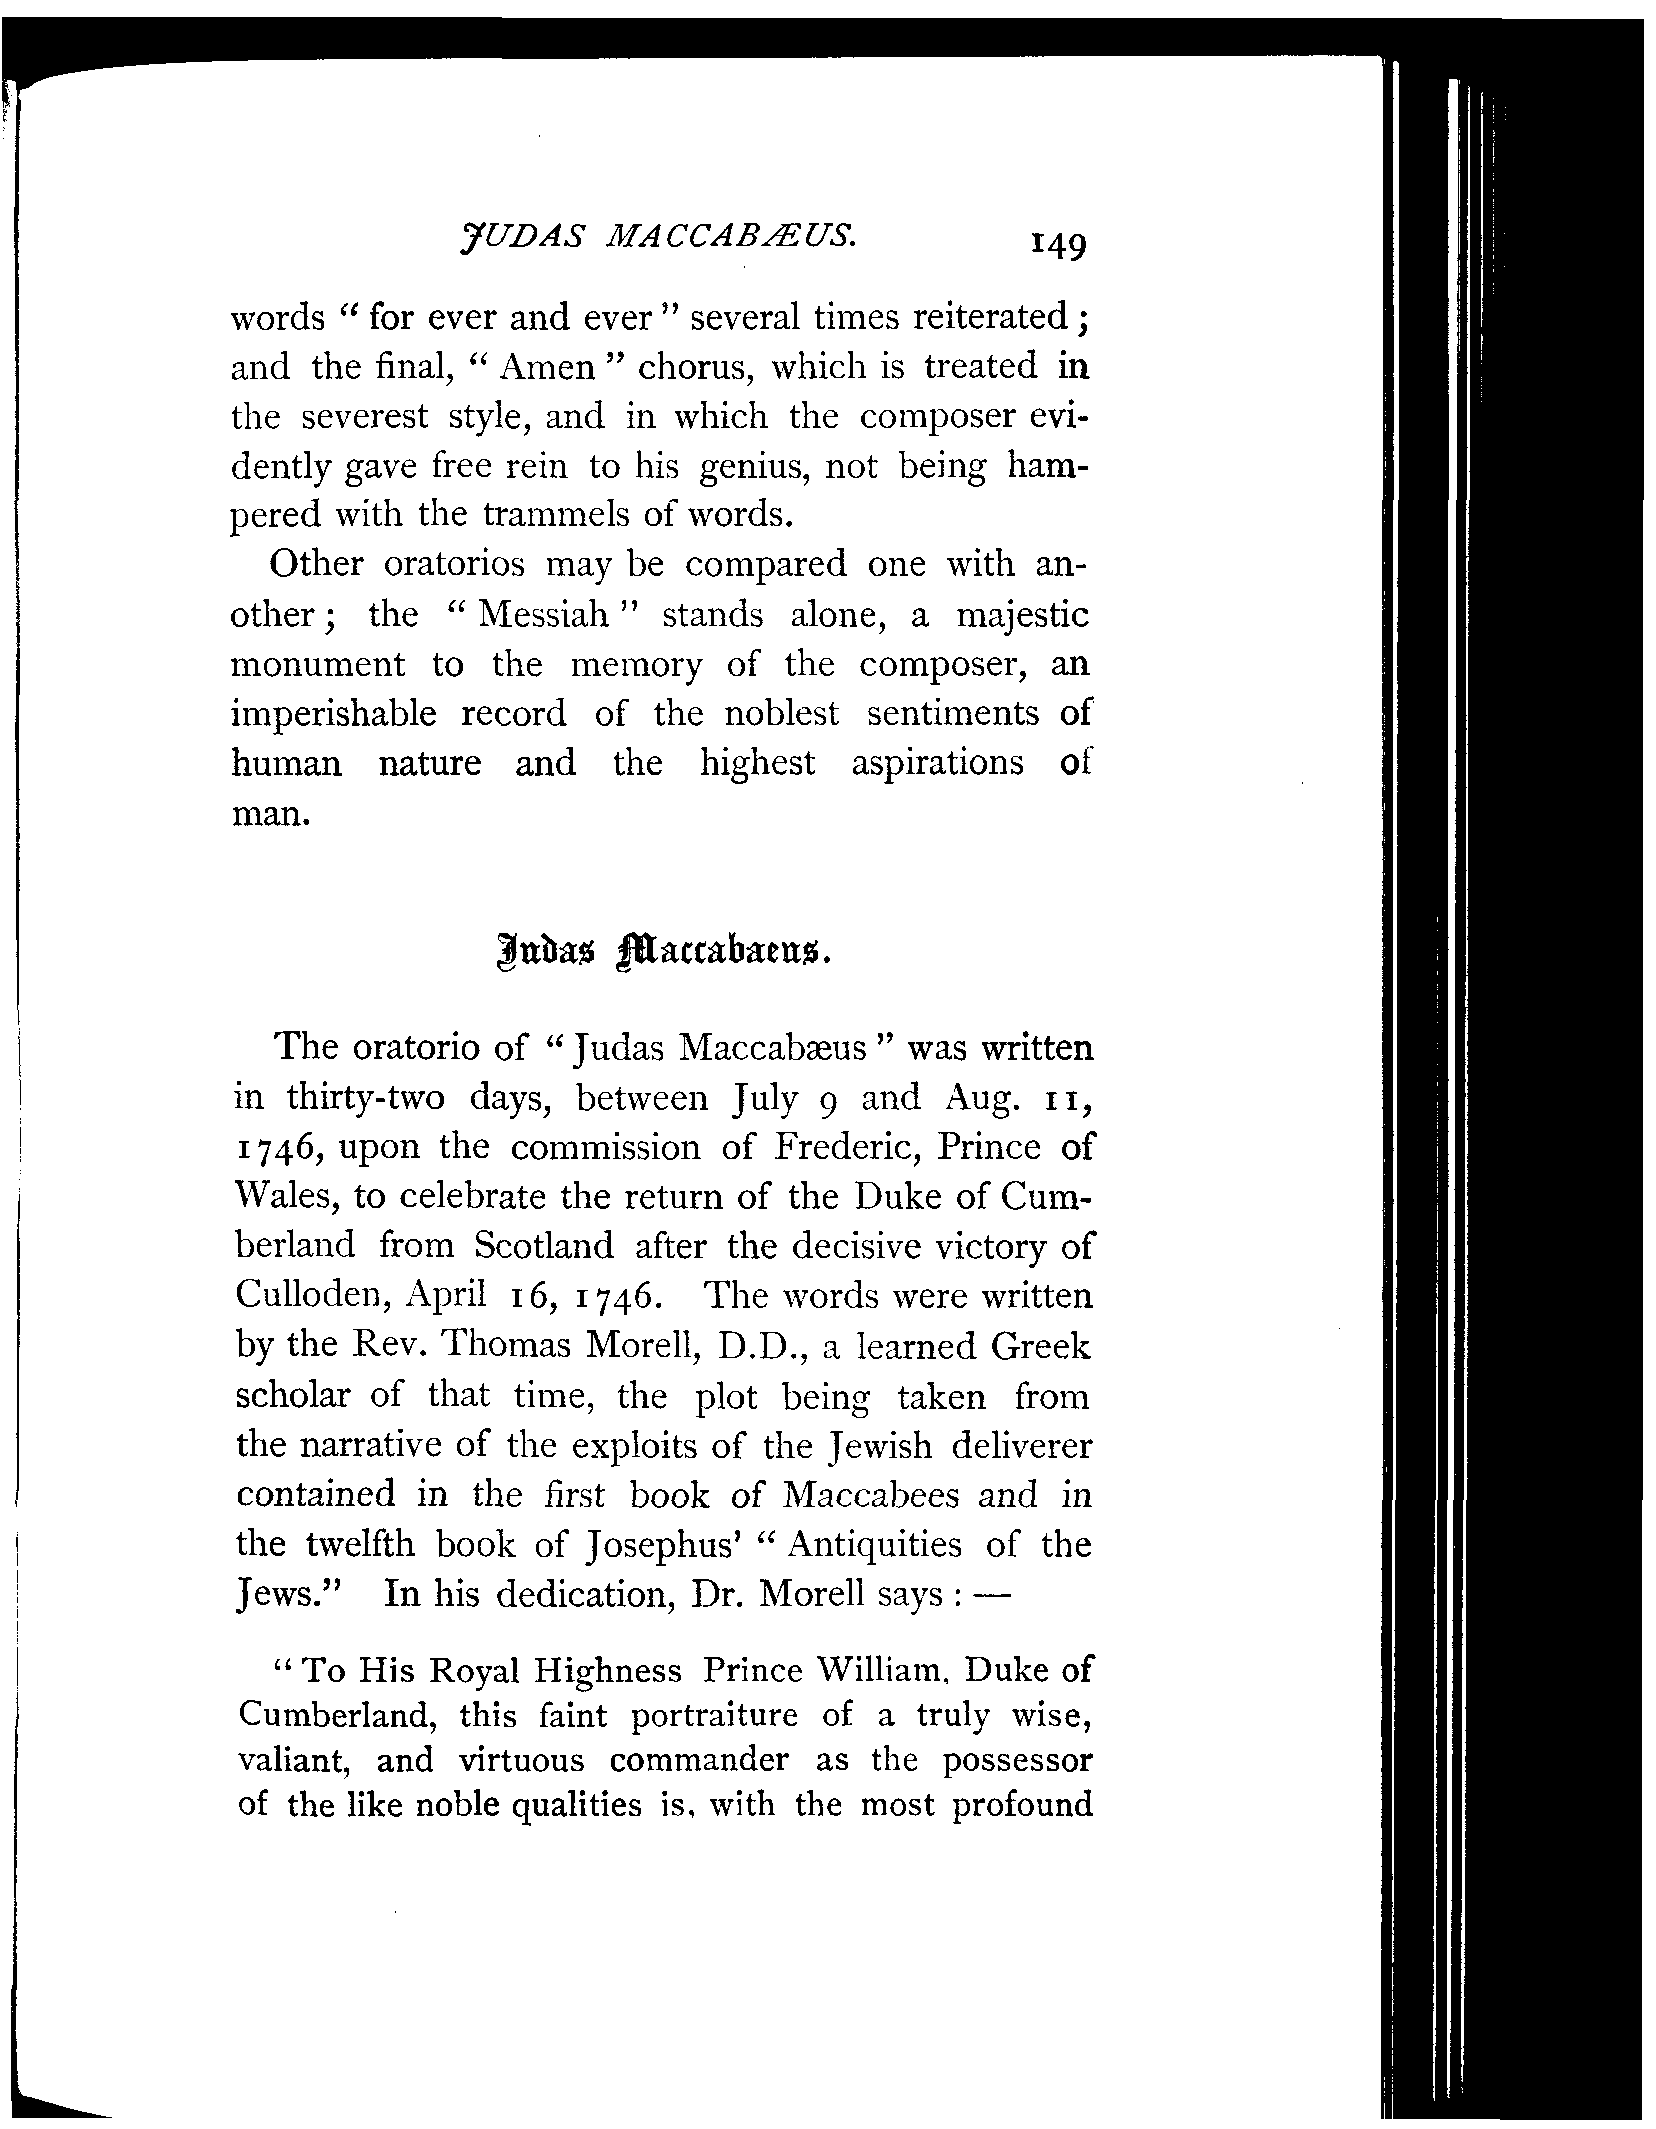 JUDAS MACCABÆUS. 149
words “ for ever and ever ” several times reiterated ;
and the final, “ Amen ” chorus, which is treated in
the severest style, and in which the composer evi-
dently gave free rein to his genius, not being ham-
pered with the trammels of words.
Other oratorios may be compared one with an-
other ; the “ Messiah ” stands alone, a majestic
monument to the memory of the composer, an
imperishable record of the noblest sentiments of
human nature and the highest aspirations of
man.
Judas Maccabaeus.
The oratorio of “ Judas Maccabæus ” was written
in thirty-two days, between July 9 and Aug. 11,
1746, upon the commission of Frederic, Prince of
Wales, to celebrate the return of the Duke of Cum-
berland from Scotland after the decisive victory of
Culloden, April 16, 1746. The words were written
by the Rev. Thomas Morell, D.D., a learned Greek
scholar of that time, the plot being taken from
the narrative of the exploits of the Jewish deliverer
contained in the first book of Maccabees and in
the twelfth book of Josephus' “ Antiquities of the
Jews.” In his dedication, Dr. Morell says : —
“ To His Royal Highness Prince William, Duke of
Cumberland, this faint portraiture of a truly wise,
valiant, and virtuous commander as the possessor
of the like noble qualities is, with the most profound